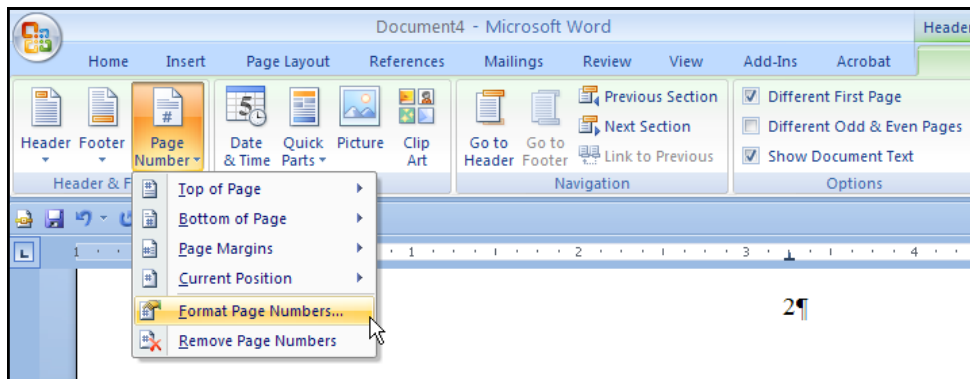 Document4 - Microsoft Word
Header
Home Insert Page Layout References Mailings Review View Add-Ins Acrobat
Header Footer Page Number
Date & Time Quick Parts Picture Clip Art
Go to Header Go to Footer
Previous Section
Next Section
Link to Previous
Different First Page
Different Odd & Even Pages
Show Document Text
Header & F
Navigation
Options
Top of Page
Bottom of Page
Page Margins
Current Position
Format Page Numbers...
Remove Page Numbers
L
1 1 2 3 4
2¶